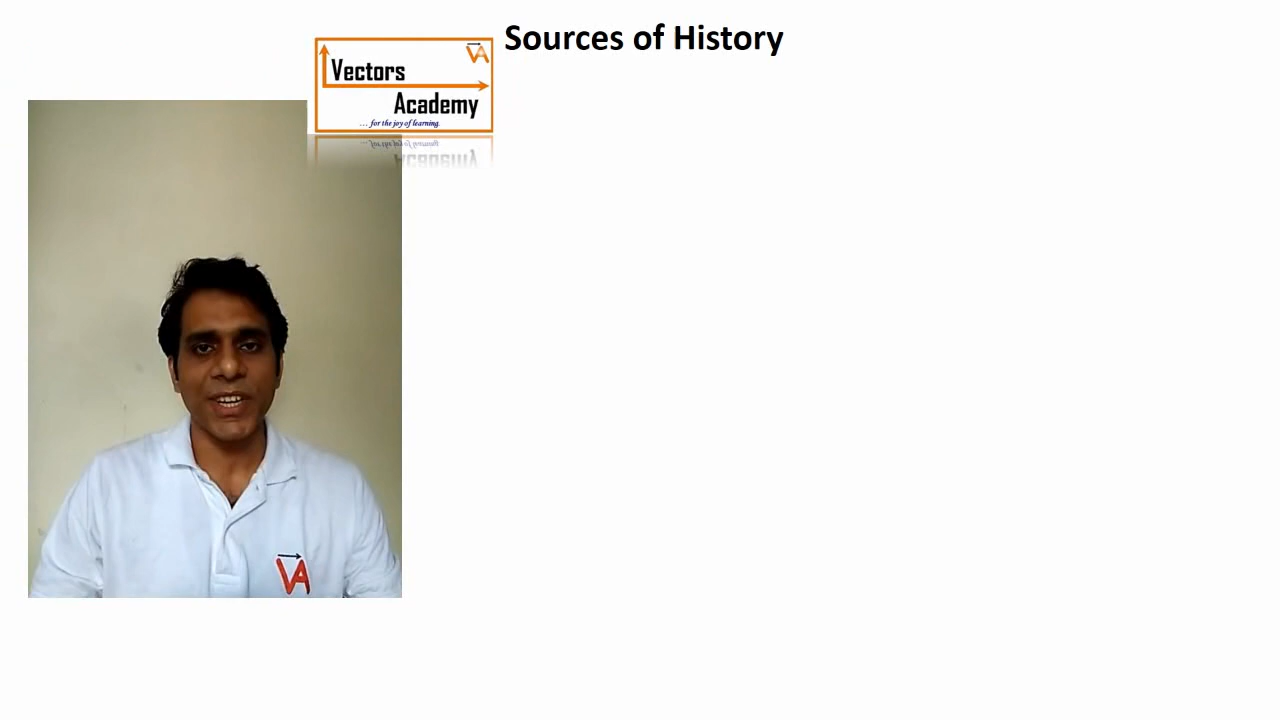 Sources of History
VA
Vectors
Academy
... for the joy of learning.
VA